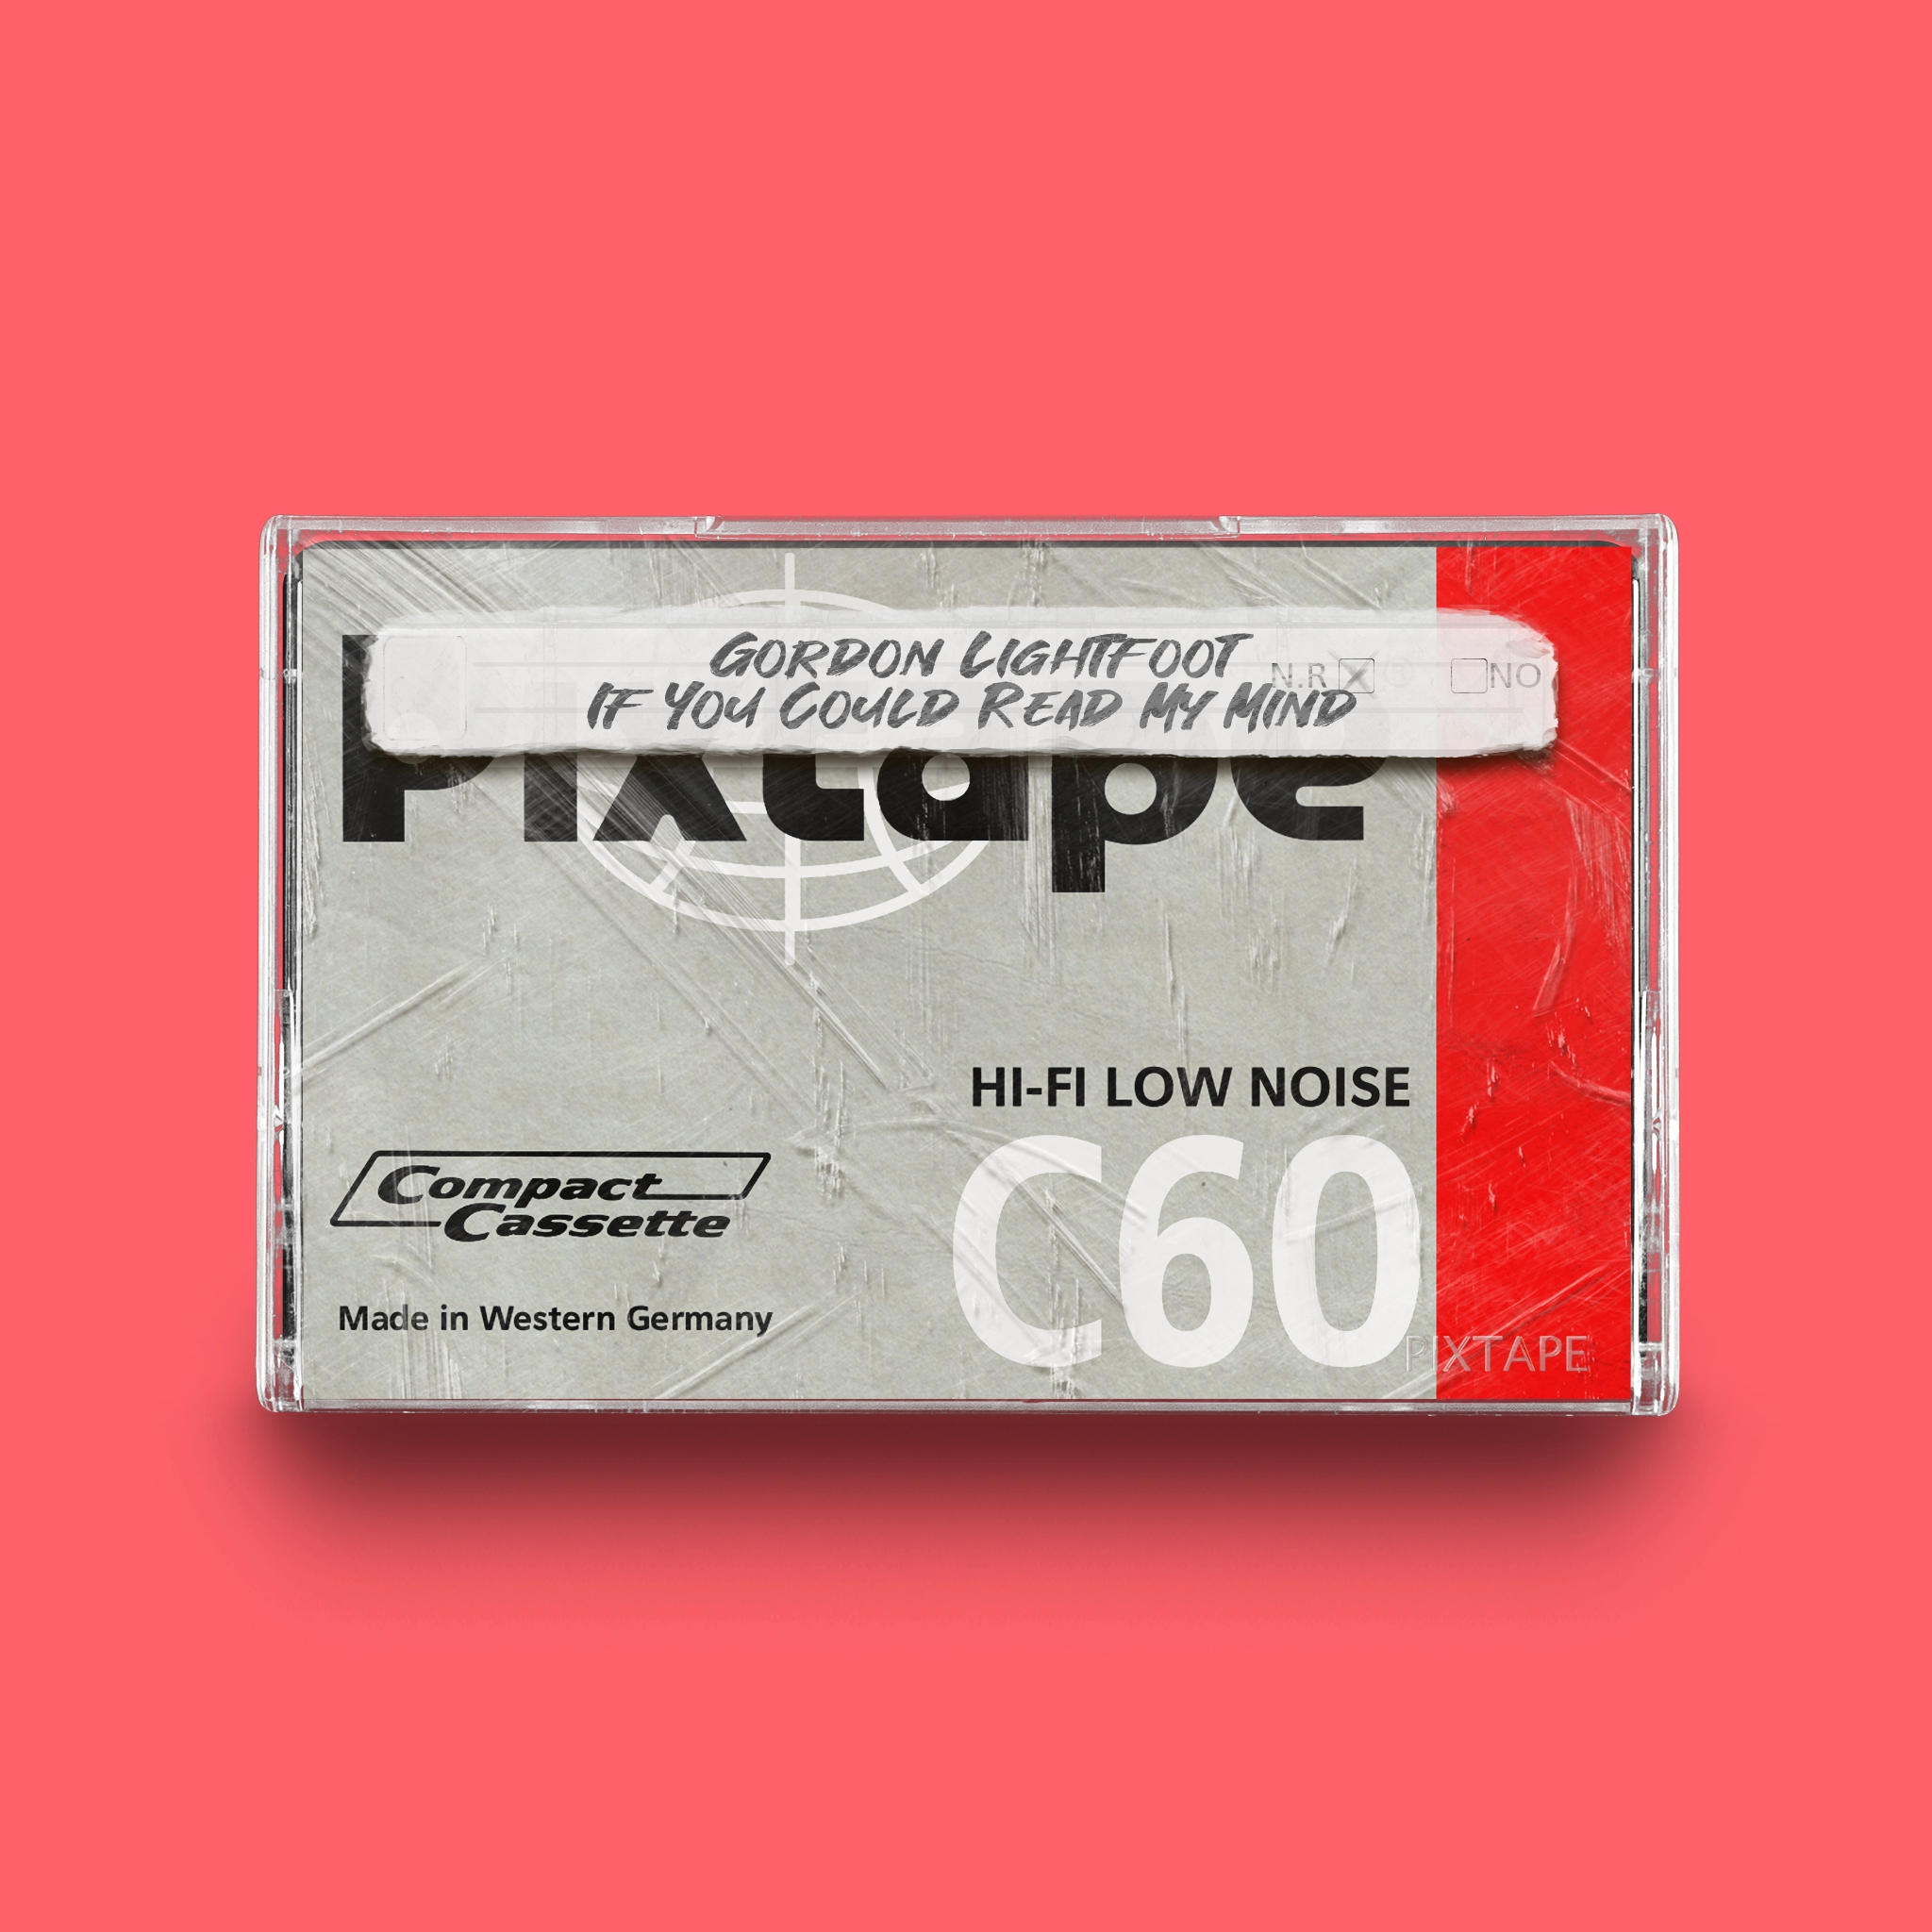 GORDON LIGHTFOOT
IF YOU COULD READ MY MIND
N.R NO
Pixtape
HI-FI LOW NOISE
C60
Compact
Cassette
Made in Western Germany
PIXTAPE